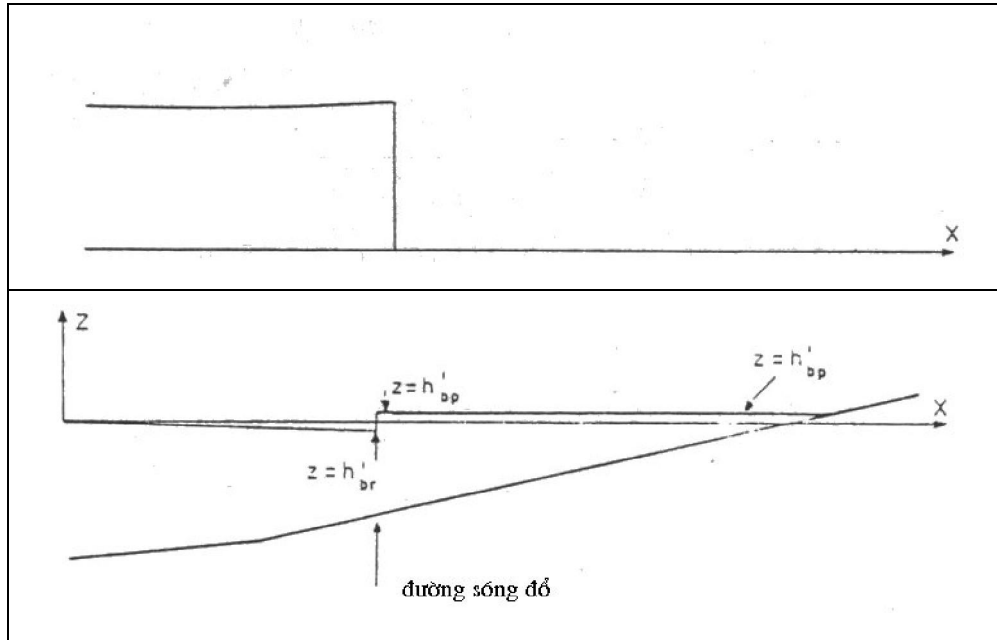 X
Z
z = h'bp
z = h'bp
X
z = h'br
đường sóng đổ